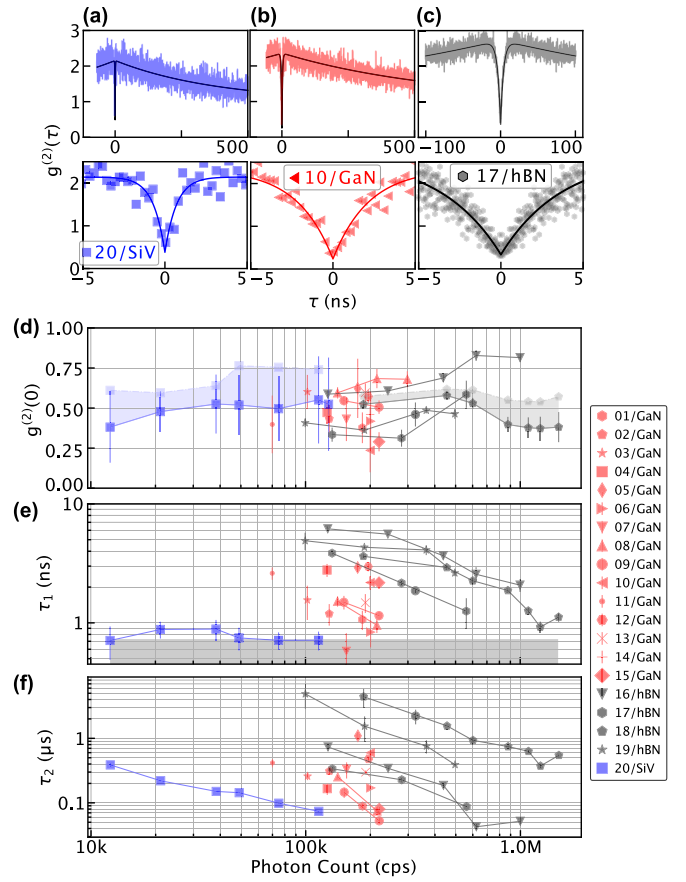 (a) (b) (c)
g⁽²⁾(τ)
3
2
1
0
0 500
0 500
−100 0 100
2
1
0
20/SiV
10/GaN
17/hBN
−5 0 5
−5 0 5
−5 0 5
τ (ns)
(d)
g⁽²⁾(0)
1.00
0.75
0.50
0.25
0.00
(e)
τ₁ (ns)
10
1
(f)
τ₂ (µs)
1
0.1
10k 100k 1.0M
Photon Count (cps)
01/GaN
02/GaN
03/GaN
04/GaN
05/GaN
06/GaN
07/GaN
08/GaN
09/GaN
10/GaN
11/GaN
12/GaN
13/GaN
14/GaN
15/GaN
16/hBN
17/hBN
18/hBN
19/hBN
20/SiV